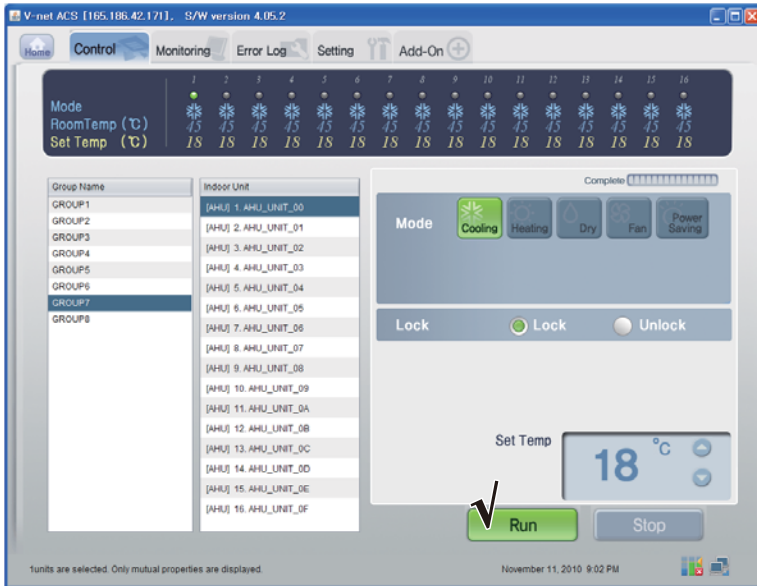 V-net ACS [165.186.42.171], S/W version 4.05.2
Home Control Monitoring Error Log Setting Add-On
1 2 3 4 5 6 7 8 9 10 11 12 13 14 15 16
Mode
RoomTemp (℃) 45 45 45 45 45 45 45 45 45 45 45 45 45 45 45 45
Set Temp (℃) 18 18 18 18 18 18 18 18 18 18 18 18 18 18 18 18
Complete
Group Name
GROUP1
GROUP2
GROUP3
GROUP4
GROUP5
GROUP6
GROUP7
GROUP8
Indoor Unit
[AHU] 1. AHU_UNIT_00
[AHU] 2. AHU_UNIT_01
[AHU] 3. AHU_UNIT_02
[AHU] 4. AHU_UNIT_03
[AHU] 5. AHU_UNIT_04
[AHU] 6. AHU_UNIT_05
[AHU] 7. AHU_UNIT_06
[AHU] 8. AHU_UNIT_07
[AHU] 9. AHU_UNIT_08
[AHU] 10. AHU_UNIT_09
[AHU] 11. AHU_UNIT_0A
[AHU] 12. AHU_UNIT_0B
[AHU] 13. AHU_UNIT_0C
[AHU] 14. AHU_UNIT_0D
[AHU] 15. AHU_UNIT_0E
[AHU] 16. AHU_UNIT_0F
Mode Cooling Heating Dry Fan Power Saving
Lock Lock Unlock
Set Temp 18 °C
Run Stop
1units are selected. Only mutual properties are displayed.
November 11, 2010 9:02 PM